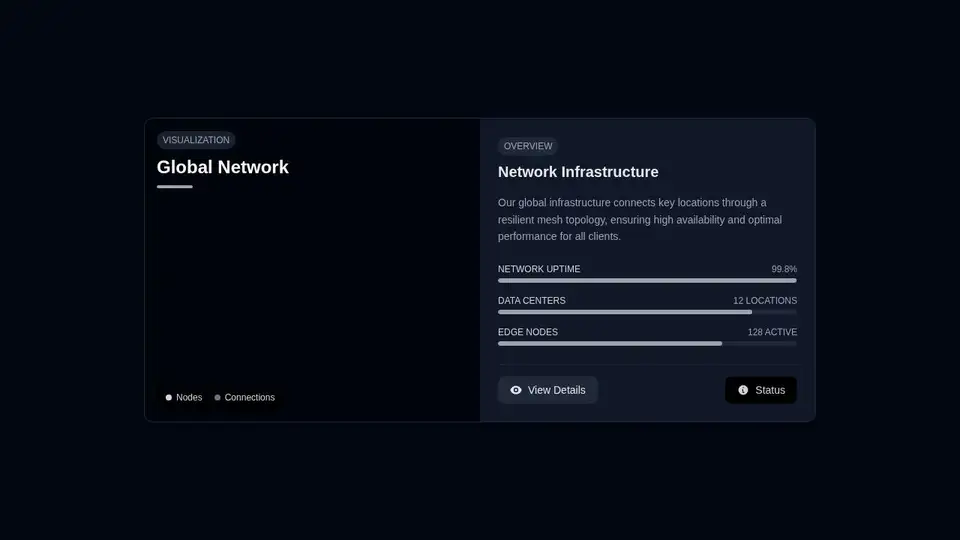 VISUALIZATION
Global Network
Nodes
Connections
OVERVIEW
Network Infrastructure
Our global infrastructure connects key locations through a
resilient mesh topology, ensuring high availability and optimal
performance for all clients.
NETWORK UPTIME 99.8%
DATA CENTERS 12 LOCATIONS
EDGE NODES 128 ACTIVE
View Details
Status